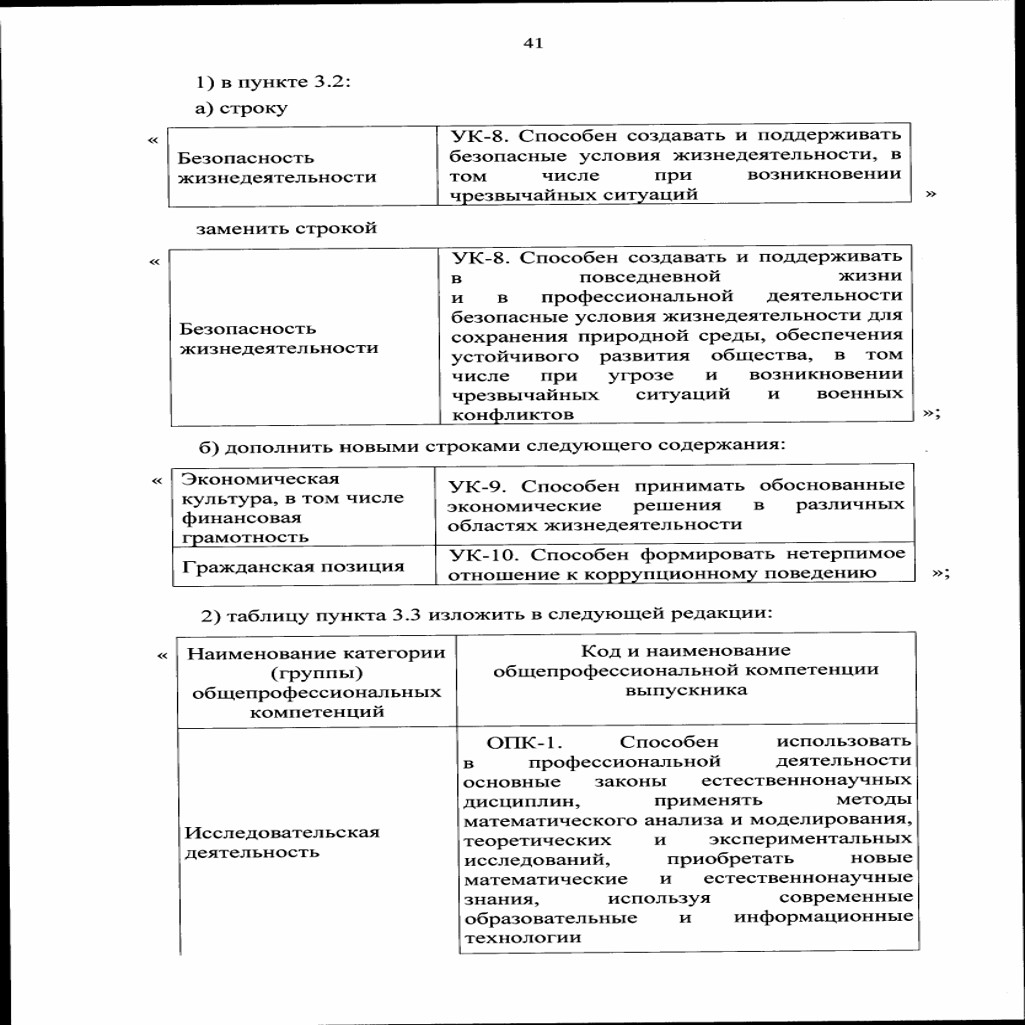 41
1) в пункте 3.2:
а) строку
«
Безопасность
жизнедеятельности
УК-8. Способен создавать и поддерживать
безопасные условия жизнедеятельности, в
том числе при возникновении
чрезвычайных ситуаций
»
заменить строкой
«
Безопасность
жизнедеятельности
УК-8. Способен создавать и поддерживать
в повседневной жизни
и в профессиональной деятельности
безопасные условия жизнедеятельности для
сохранения природной среды, обеспечения
устойчивого развития общества, в том
числе при угрозе и возникновении
чрезвычайных ситуаций и военных
конфликтов
»;
б) дополнить новыми строками следующего содержания:
«
Экономическая
культура, в том числе
финансовая
грамотность
УК-9. Способен принимать обоснованные
экономические решения в различных
областях жизнедеятельности
Гражданская позиция
УК-10. Способен формировать нетерпимое
отношение к коррупционному поведению
»;
2) таблицу пункта 3.3 изложить в следующей редакции:
«
Наименование категории
(группы)
общепрофессиональных
компетенций
Код и наименование
общепрофессиональной компетенции
выпускника
Исследовательская
деятельность
ОПК-1. Способен использовать
в профессиональной деятельности
основные законы естественнонаучных
дисциплин, применять методы
математического анализа и моделирования,
теоретических и экспериментальных
исследований, приобретать новые
математические и естественнонаучные
знания, используя современные
образовательные и информационные
технологии